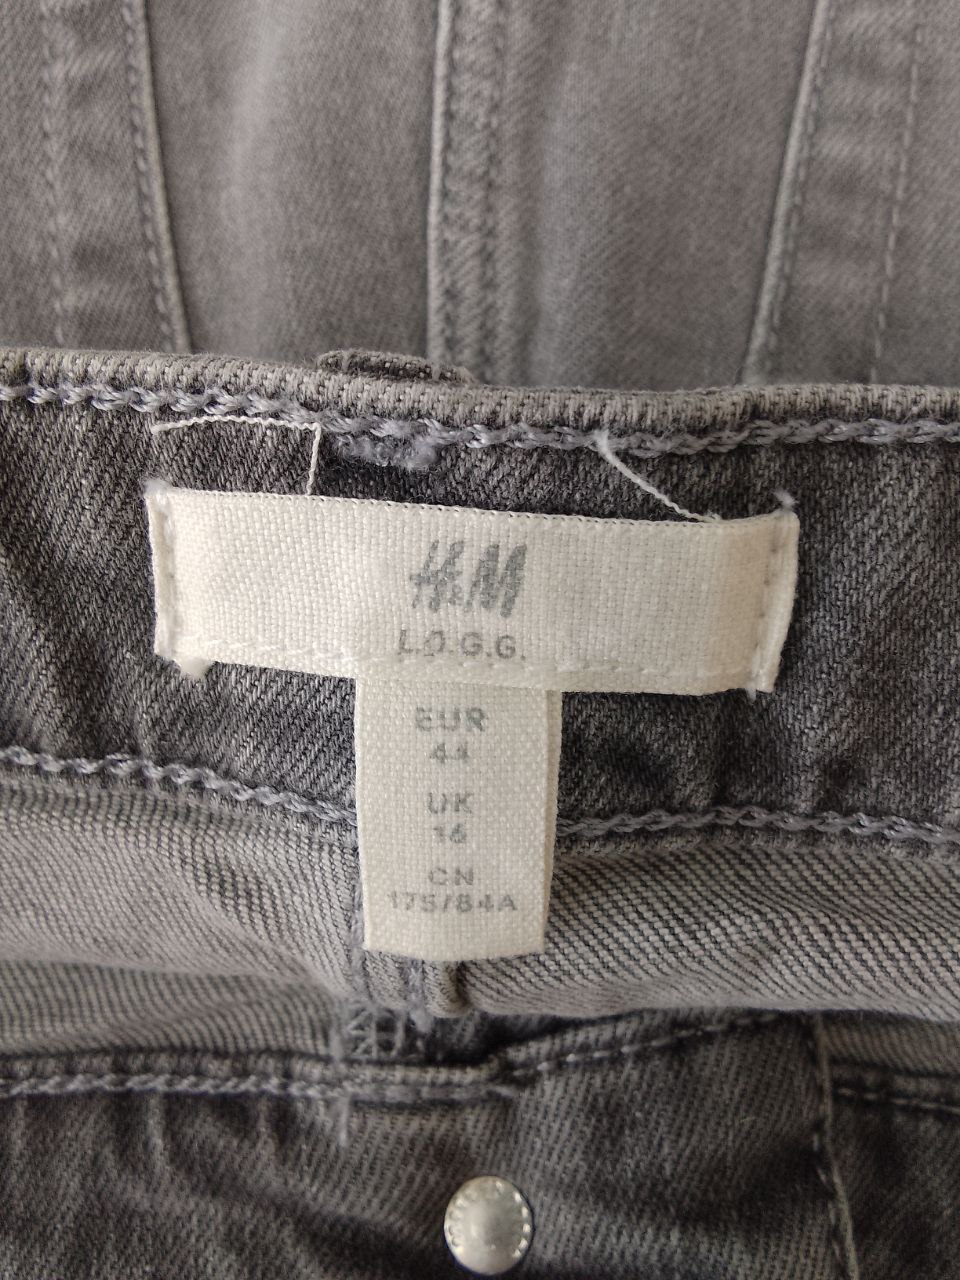 H&M
L.O.G.G.
EUR
44
UK
16
CN
175/84A